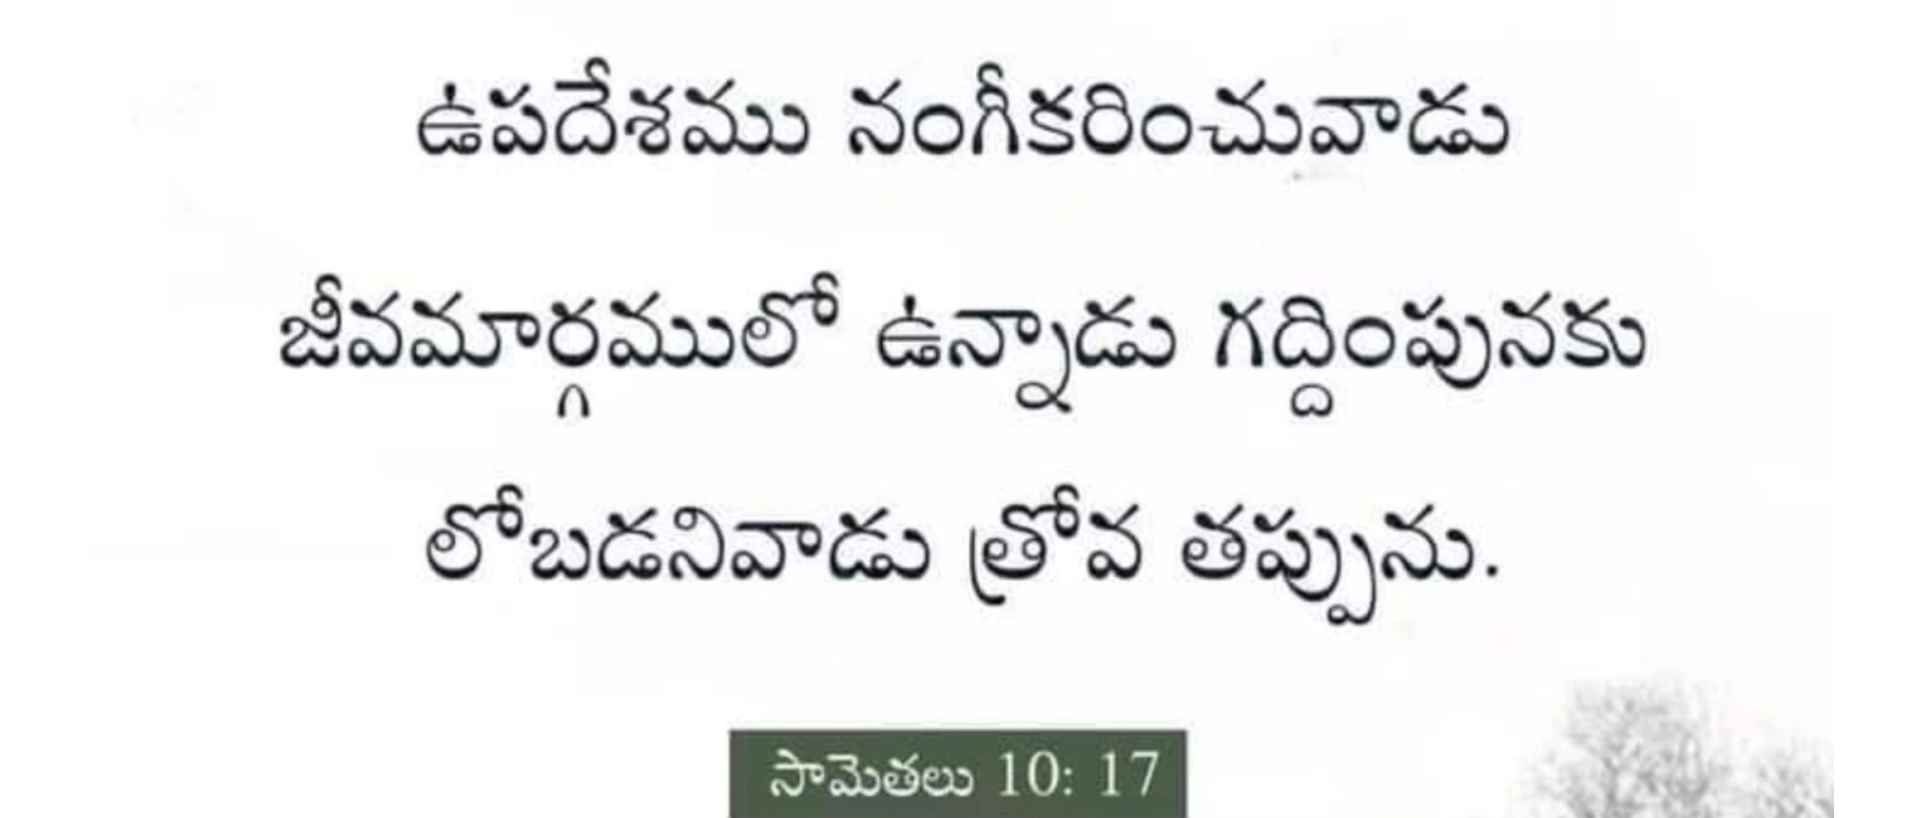 ఉపదేశము నంగీకరించువాడు
జీవమార్గములో ఉన్నాడు గద్దింపునకు
లోబడనివాడు త్రోవ తప్పును.
సామెతలు 10: 17